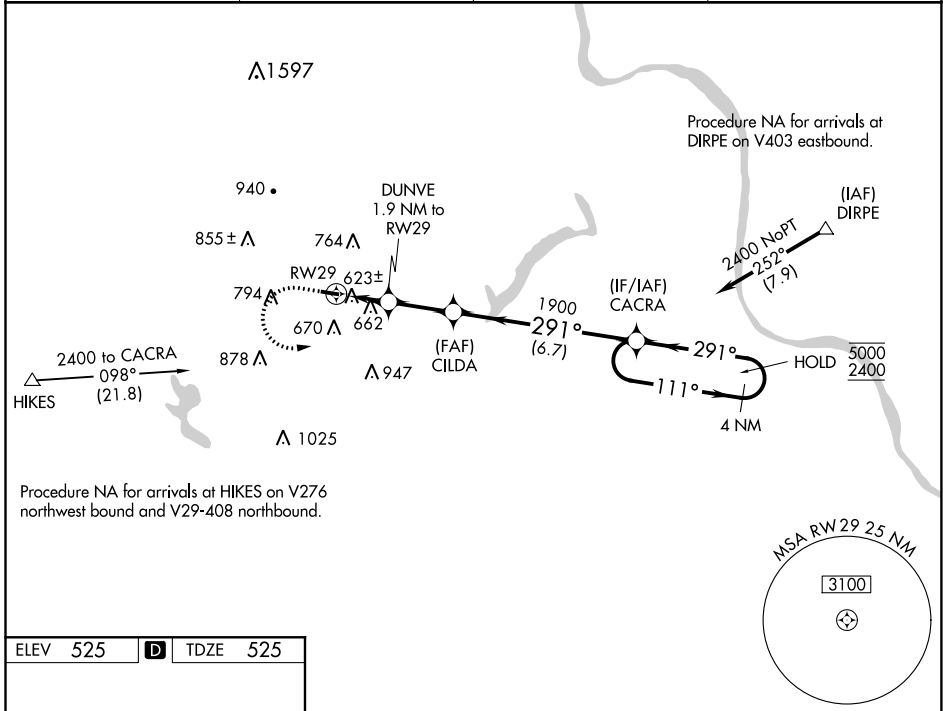 1597
Procedure NA for arrivals at
DIRPE on V403 eastbound.
940
DUNVE
1.9 NM to
RW29
(IAF)
DIRPE
855 ±
764
2400 NoPT
252°
(7.9)
RW29
623±
794
(IF/IAF)
CACRA
1900
291°
(6.7)
670
662
(FAF)
CILDA
291°
HOLD
5000
2400
2400 to CACRA
098°
(21.8)
HIKES
878
947
111°
4 NM
1025
Procedure NA for arrivals at HIKES on V276
northwest bound and V29-408 northbound.
MSA RW 29 25 NM
3100
ELEV 525 D TDZE 525